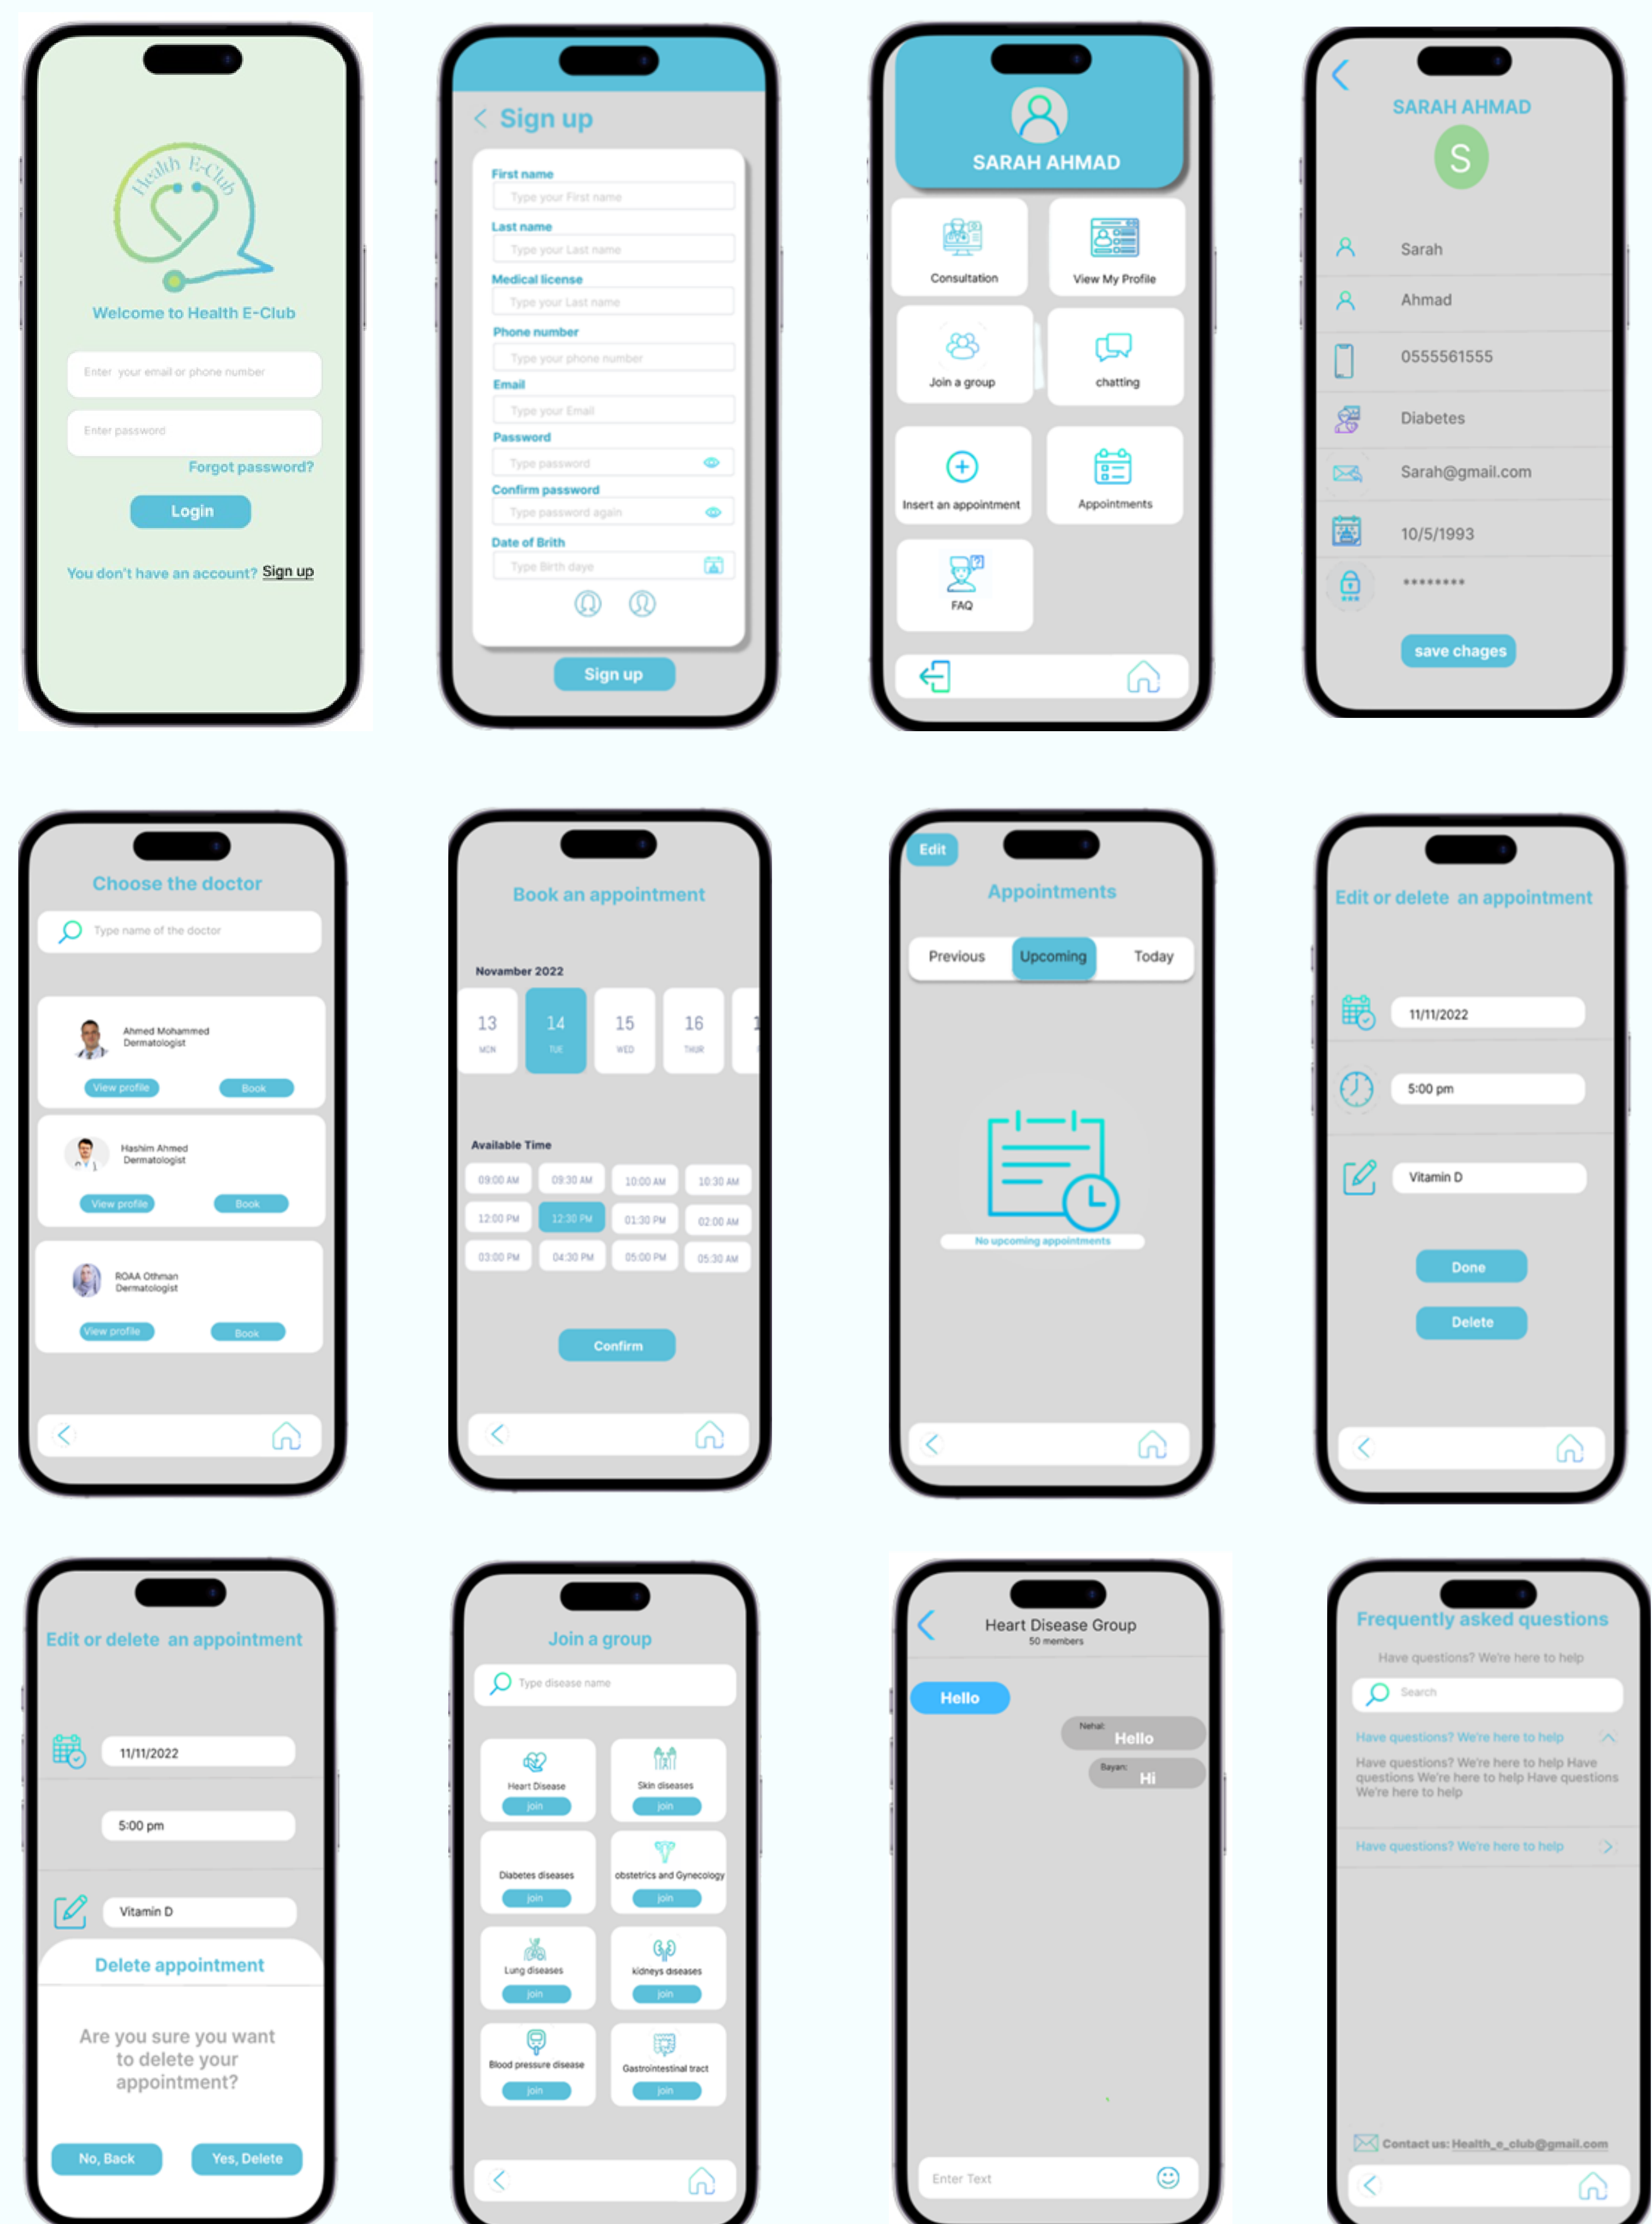 Health E-Club
Welcome to Health E-Club
Enter your email or phone number
Enter password
Forgot password?
Login
You don't have an account? Sign up
Sign up
First name
Type your First name
Last name
Type your Last name
Medical license
Type your Last name
Phone number
Type your phone number
Email
Type your Email
Password
Type password
Confirm password
Type password again
Date of Brith
Type Birth daye
Sign up
SARAH AHMAD
Consultation
View My Profile
Join a group
chatting
Insert an appointment
Appointments
FAQ
SARAH AHMAD
S
Sarah
Ahmad
0555561555
Diabetes
Sarah@gmail.com
10/5/1993
********
save chages
Choose the doctor
Type name of the doctor
Ahmed Mohammed
Dermatologist
View profile
Book
Hashim Ahmed
Dermatologist
View profile
Book
ROAA Othman
Dermatologist
View profile
Book
Book an appointment
Novamber 2022
13 14 15 16 1
MON TUE WED THUR
Available Time
09:00 AM 09:30 AM 10:00 AM 10:30 AM
12:00 PM 12:30 PM 01:30 PM 02:00 AM
03:00 PM 04:30 PM 05:00 PM 05:30 AM
Confirm
Edit
Appointments
Previous Upcoming Today
No upcoming appointments
Edit or delete an appointment
11/11/2022
5:00 pm
Vitamin D
Done
Delete
Edit or delete an appointment
11/11/2022
5:00 pm
Vitamin D
Delete appointment
Are you sure you want
to delete your
appointment?
No, Back
Yes, Delete
Join a group
Type disease name
Heart Disease
join
Skin diseases
join
Diabetes diseases
join
obstetrics and Gynecology
join
Lung diseases
join
kidneys diseases
join
Blood pressure disease
join
Gastrointestinal tract
join
Heart Disease Group
50 members
Hello
Nehal:
Hello
Bayan:
Hi
Enter Text
Frequently asked questions
Have questions? We're here to help
Search
Have questions? We're here to help
Have questions? We're here to help Have
questions We're here to help Have questions
We're here to help
Have questions? We're here to help
Contact us: Health_e_club@gmail.com